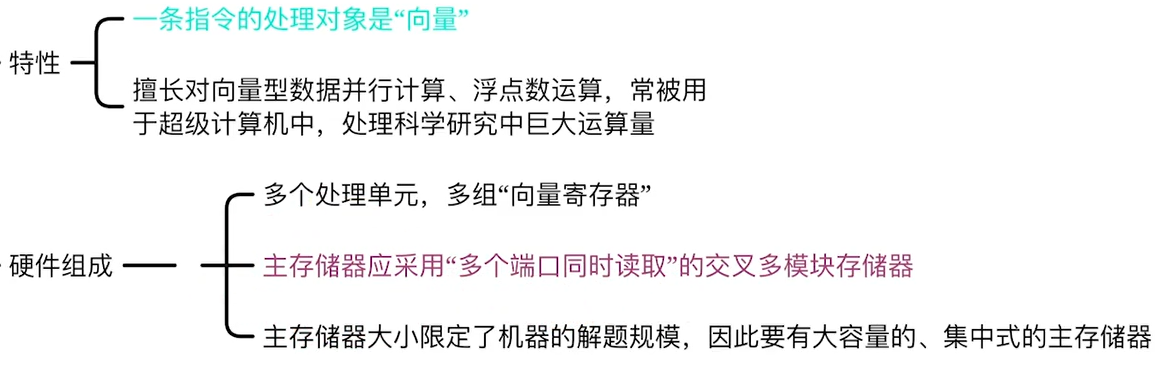 一条指令的处理对象是“向量”
特性
擅长对向量型数据并行计算、浮点数运算，常被用
于超级计算机中，处理科学研究中巨大运算量
多个处理单元，多组“向量寄存器”
硬件组成
主存储器应采用“多个端口同时读取”的交叉多模块存储器
主存储器大小限定了机器的解题规模，因此要有大容量的、集中式的主存储器